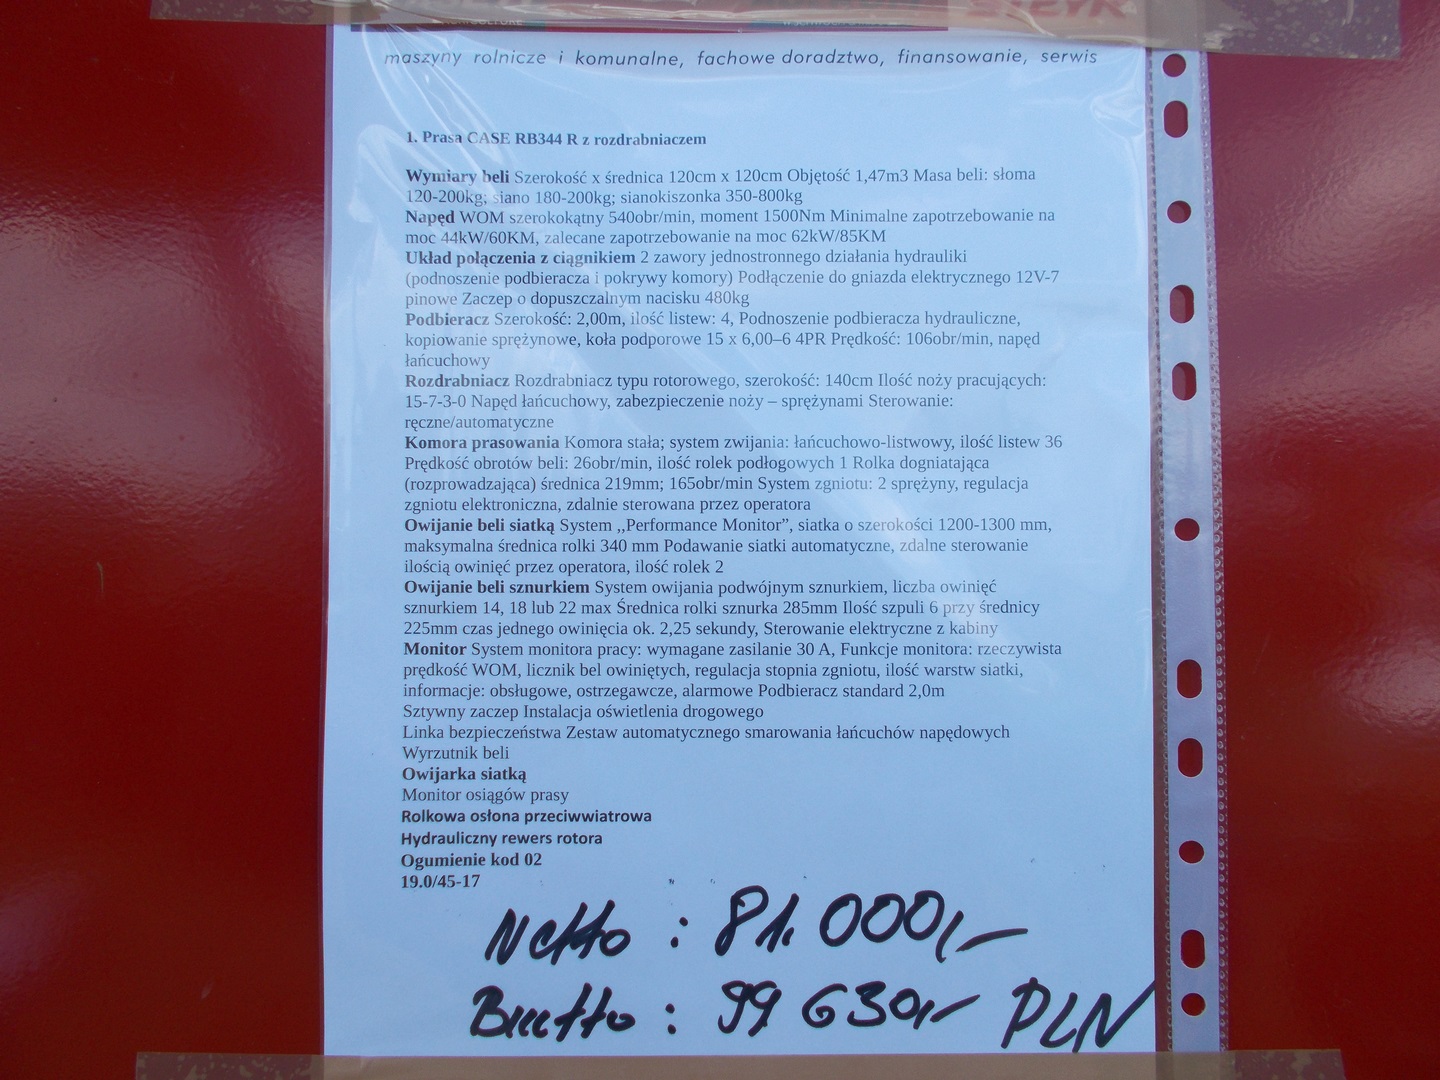 maszyny rolnicze i komunalne, fachowe doradztwo, finansowanie, serwis
1. Prasa CASE RB344 R z rozdrabniaczem
Wymiary beli Szerokość x średnica 120cm x 120cm Objętość 1,47m3 Masa beli: słoma
120-200kg; siano 180-200kg; sianokiszonka 350-800kg
Napęd WOM szerokokątny 540obr/min, moment 1500Nm Minimalne zapotrzebowanie na
moc 44kW/60KM, zalecane zapotrzebowanie na moc 62kW/85KM
Układ połączenia z ciągnikiem 2 zawory jednostronnego działania hydrauliki
(podnoszenie podbieracza i pokrywy komory) Podłączenie do gniazda elektrycznego 12V-7
pinowe Zaczep o dopuszczalnym nacisku 480kg
Podbieracz Szerokość: 2,00m, ilość listew: 4, Podnoszenie podbieracza hydrauliczne,
kopiowanie sprężynowe, koła podporowe 15 x 6,00–6 4PR Prędkość: 106obr/min, napęd
łańcuchowy
Rozdrabniacz Rozdrabniacz typu rotorowego, szerokość: 140cm Ilość noży pracujących:
15-7-3-0 Napęd łańcuchowy, zabezpieczenie noży – sprężynami Sterowanie:
ręczne/automatyczne
Komora prasowania Komora stała; system zwijania: łańcuchowo-listwowy, ilość listew 36
Prędkość obrotów beli: 26obr/min, ilość rolek podłogowych 1 Rolka dogniatająca
(rozprowadzająca) średnica 219mm; 165obr/min System zgniotu: 2 sprężyny, regulacja
zgniotu elektroniczna, zdalnie sterowana przez operatora
Owijanie beli siatką System ,,Performance Monitor”, siatka o szerokości 1200-1300 mm,
maksymalna średnica rolki 340 mm Podawanie siatki automatyczne, zdalne sterowanie
ilością owinięć przez operatora, ilość rolek 2
Owijanie beli sznurkiem System owijania podwójnym sznurkiem, liczba owinięć
sznurkiem 14, 18 lub 22 max Średnica rolki sznurka 285mm Ilość szpuli 6 przy średnicy
225mm czas jednego owinięcia ok. 2,25 sekundy, Sterowanie elektryczne z kabiny
Monitor System monitora pracy: wymagane zasilanie 30 A, Funkcje monitora: rzeczywista
prędkość WOM, licznik bel owiniętych, regulacja stopnia zgniotu, ilość warstw siatki,
informacje: obsługowe, ostrzegawcze, alarmowe Podbieracz standard 2,0m
Sztywny zaczep Instalacja oświetlenia drogowego
Linka bezpieczeństwa Zestaw automatycznego smarowania łańcuchów napędowych
Wyrzutnik beli
Owijarka siatką
Monitor osiągów prasy
Rolkowa osłona przeciwwiatrowa
Hydrauliczny rewers rotora
Ogumienie kod 02
19.0/45-17
Netto : 81.000,-
Brutto : 99 630,- PLN